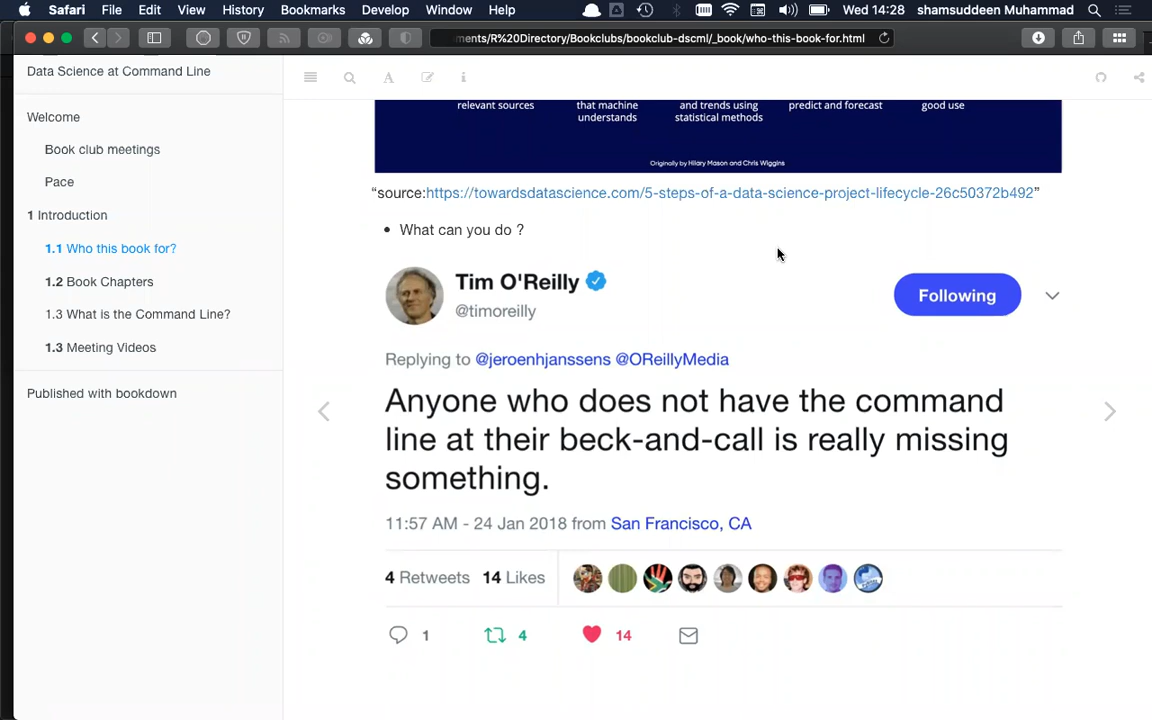 Safari File Edit View History Bookmarks Develop Window Help Wed 14:28 shamsuddeen Muhammad
ments/R%20Directory/Bookclubs/bookclub-dscml/_book/who-this-book-for.html
Data Science at Command Line
Welcome
Book club meetings
Pace
1 Introduction
1.1 Who this book for?
1.2 Book Chapters
1.3 What is the Command Line?
1.3 Meeting Videos
Published with bookdown
relevant sources
that machine
understands
and trends using
statistical methods
predict and forecast
good use
Originally by Hilary Mason and Chris Wiggins
“source:https://towardsdatascience.com/5-steps-of-a-data-science-project-lifecycle-26c50372b492”
• What can you do ?
Tim O'Reilly
@timoreilly
Following
Replying to @jeroenhjanssens @OReillyMedia
Anyone who does not have the command
line at their beck-and-call is really missing
something.
11:57 AM - 24 Jan 2018 from San Francisco, CA
4 Retweets 14 Likes
1 4 14